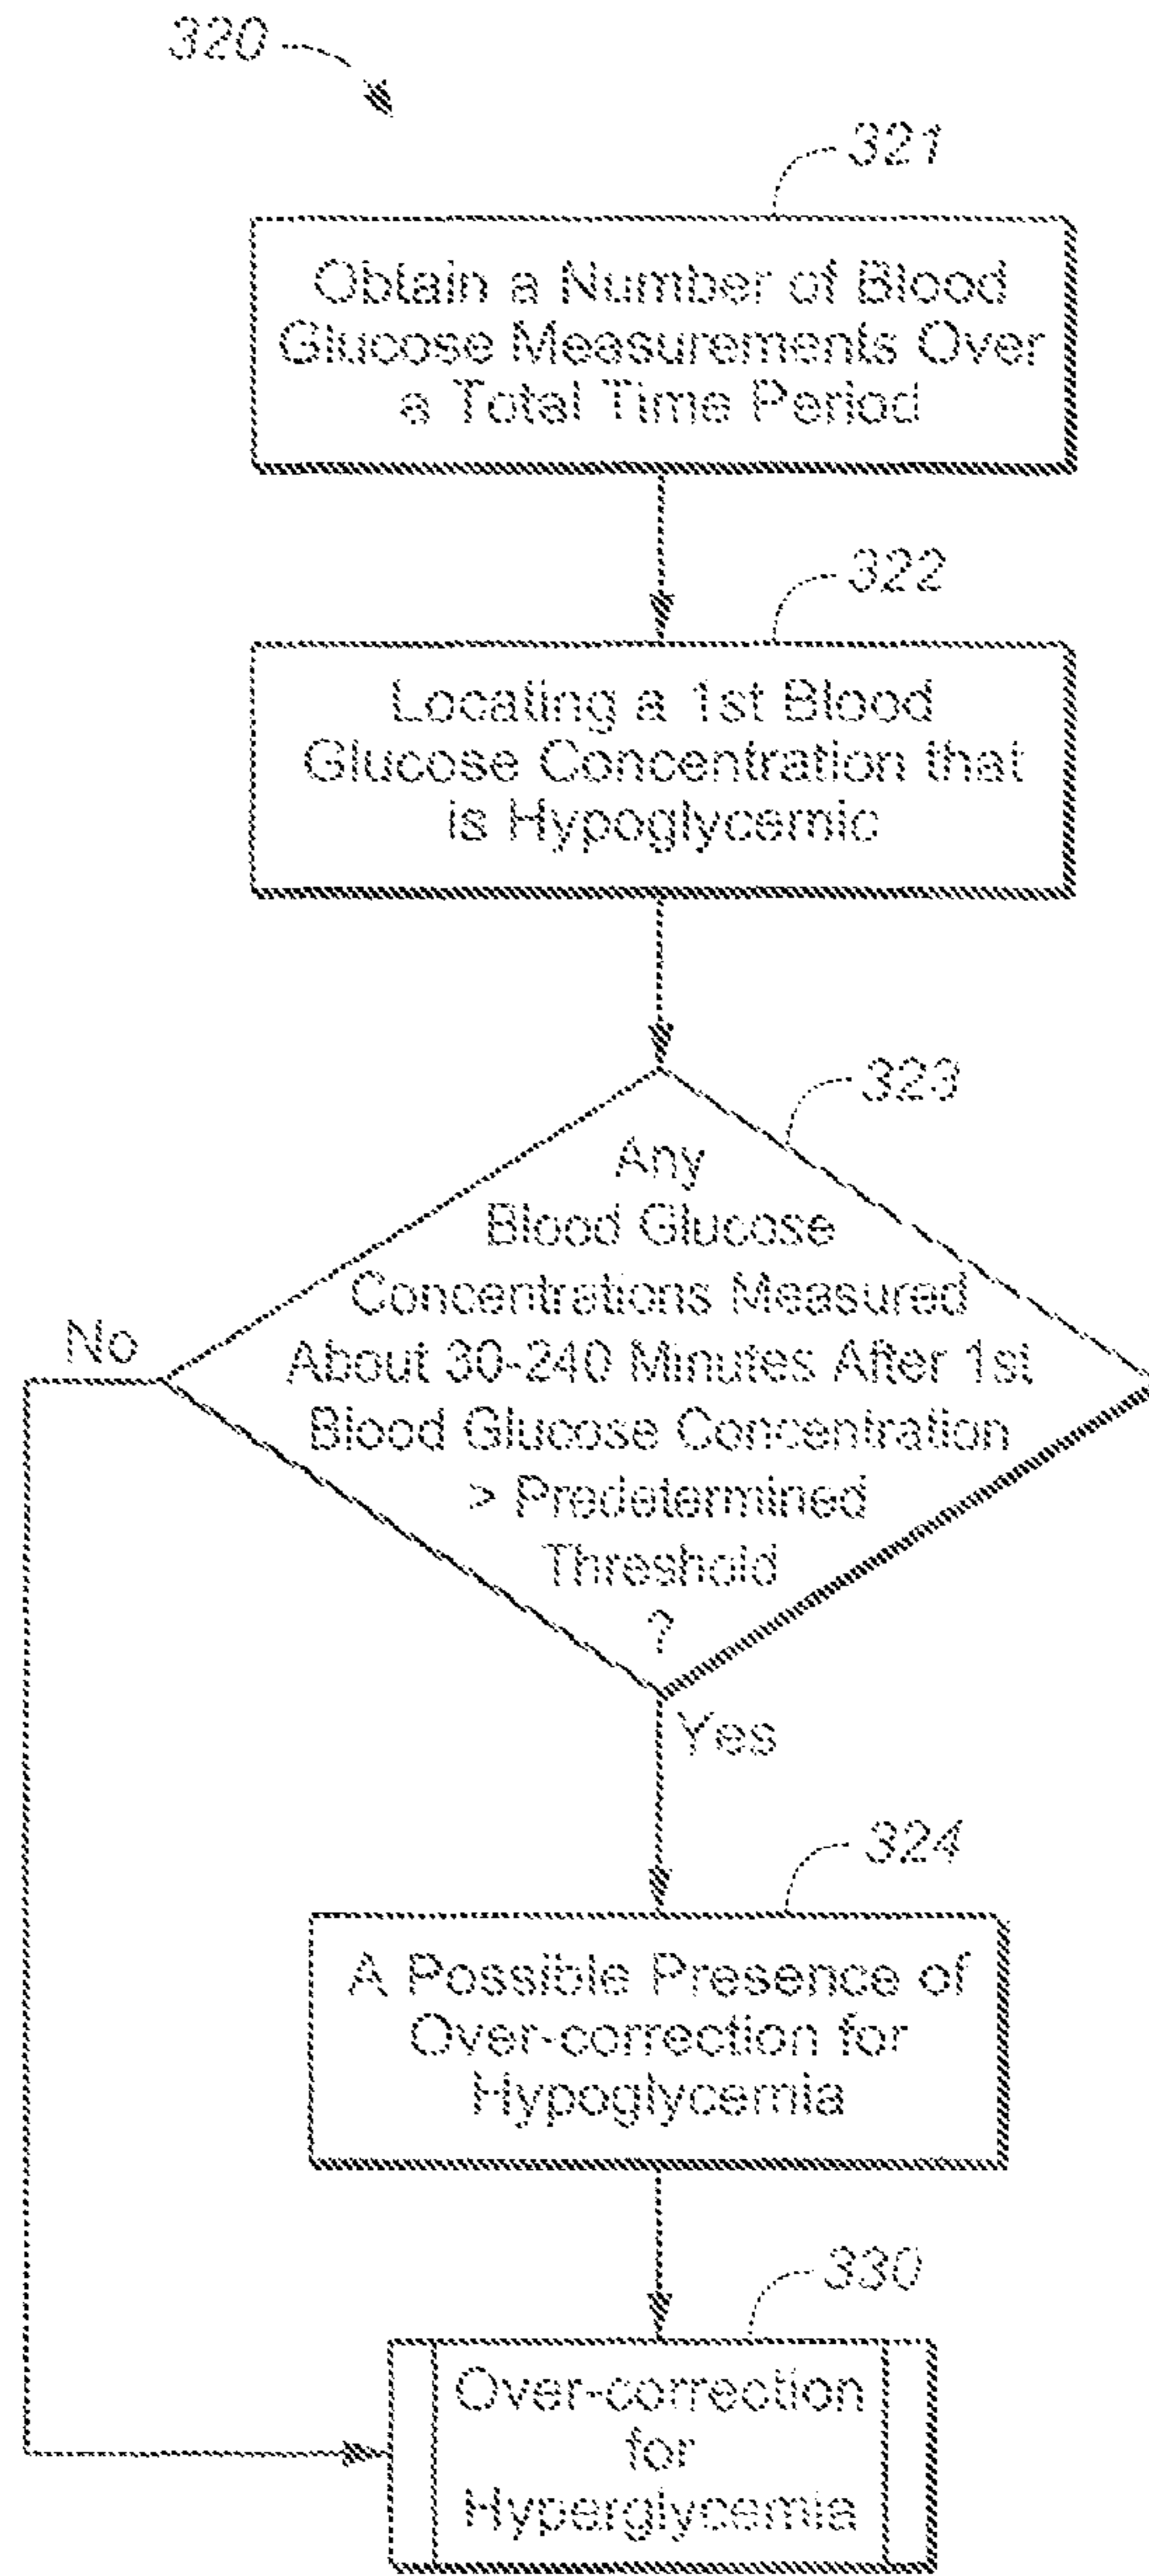 320
321
Obtain a Number of Blood
Glucose Measurements Over
a Total Time Period
322
Locating a 1st Blood
Glucose Concentration that
is Hypoglycemic
323
Any
Blood Glucose
Concentrations Measured
About 30-240 Minutes After 1st
Blood Glucose Concentration
> Predetermined
Threshold
?
No
Yes
324
A Possible Presence of
Over-correction for
Hypoglycemia
330
Over-correction
for
Hyperglycemia